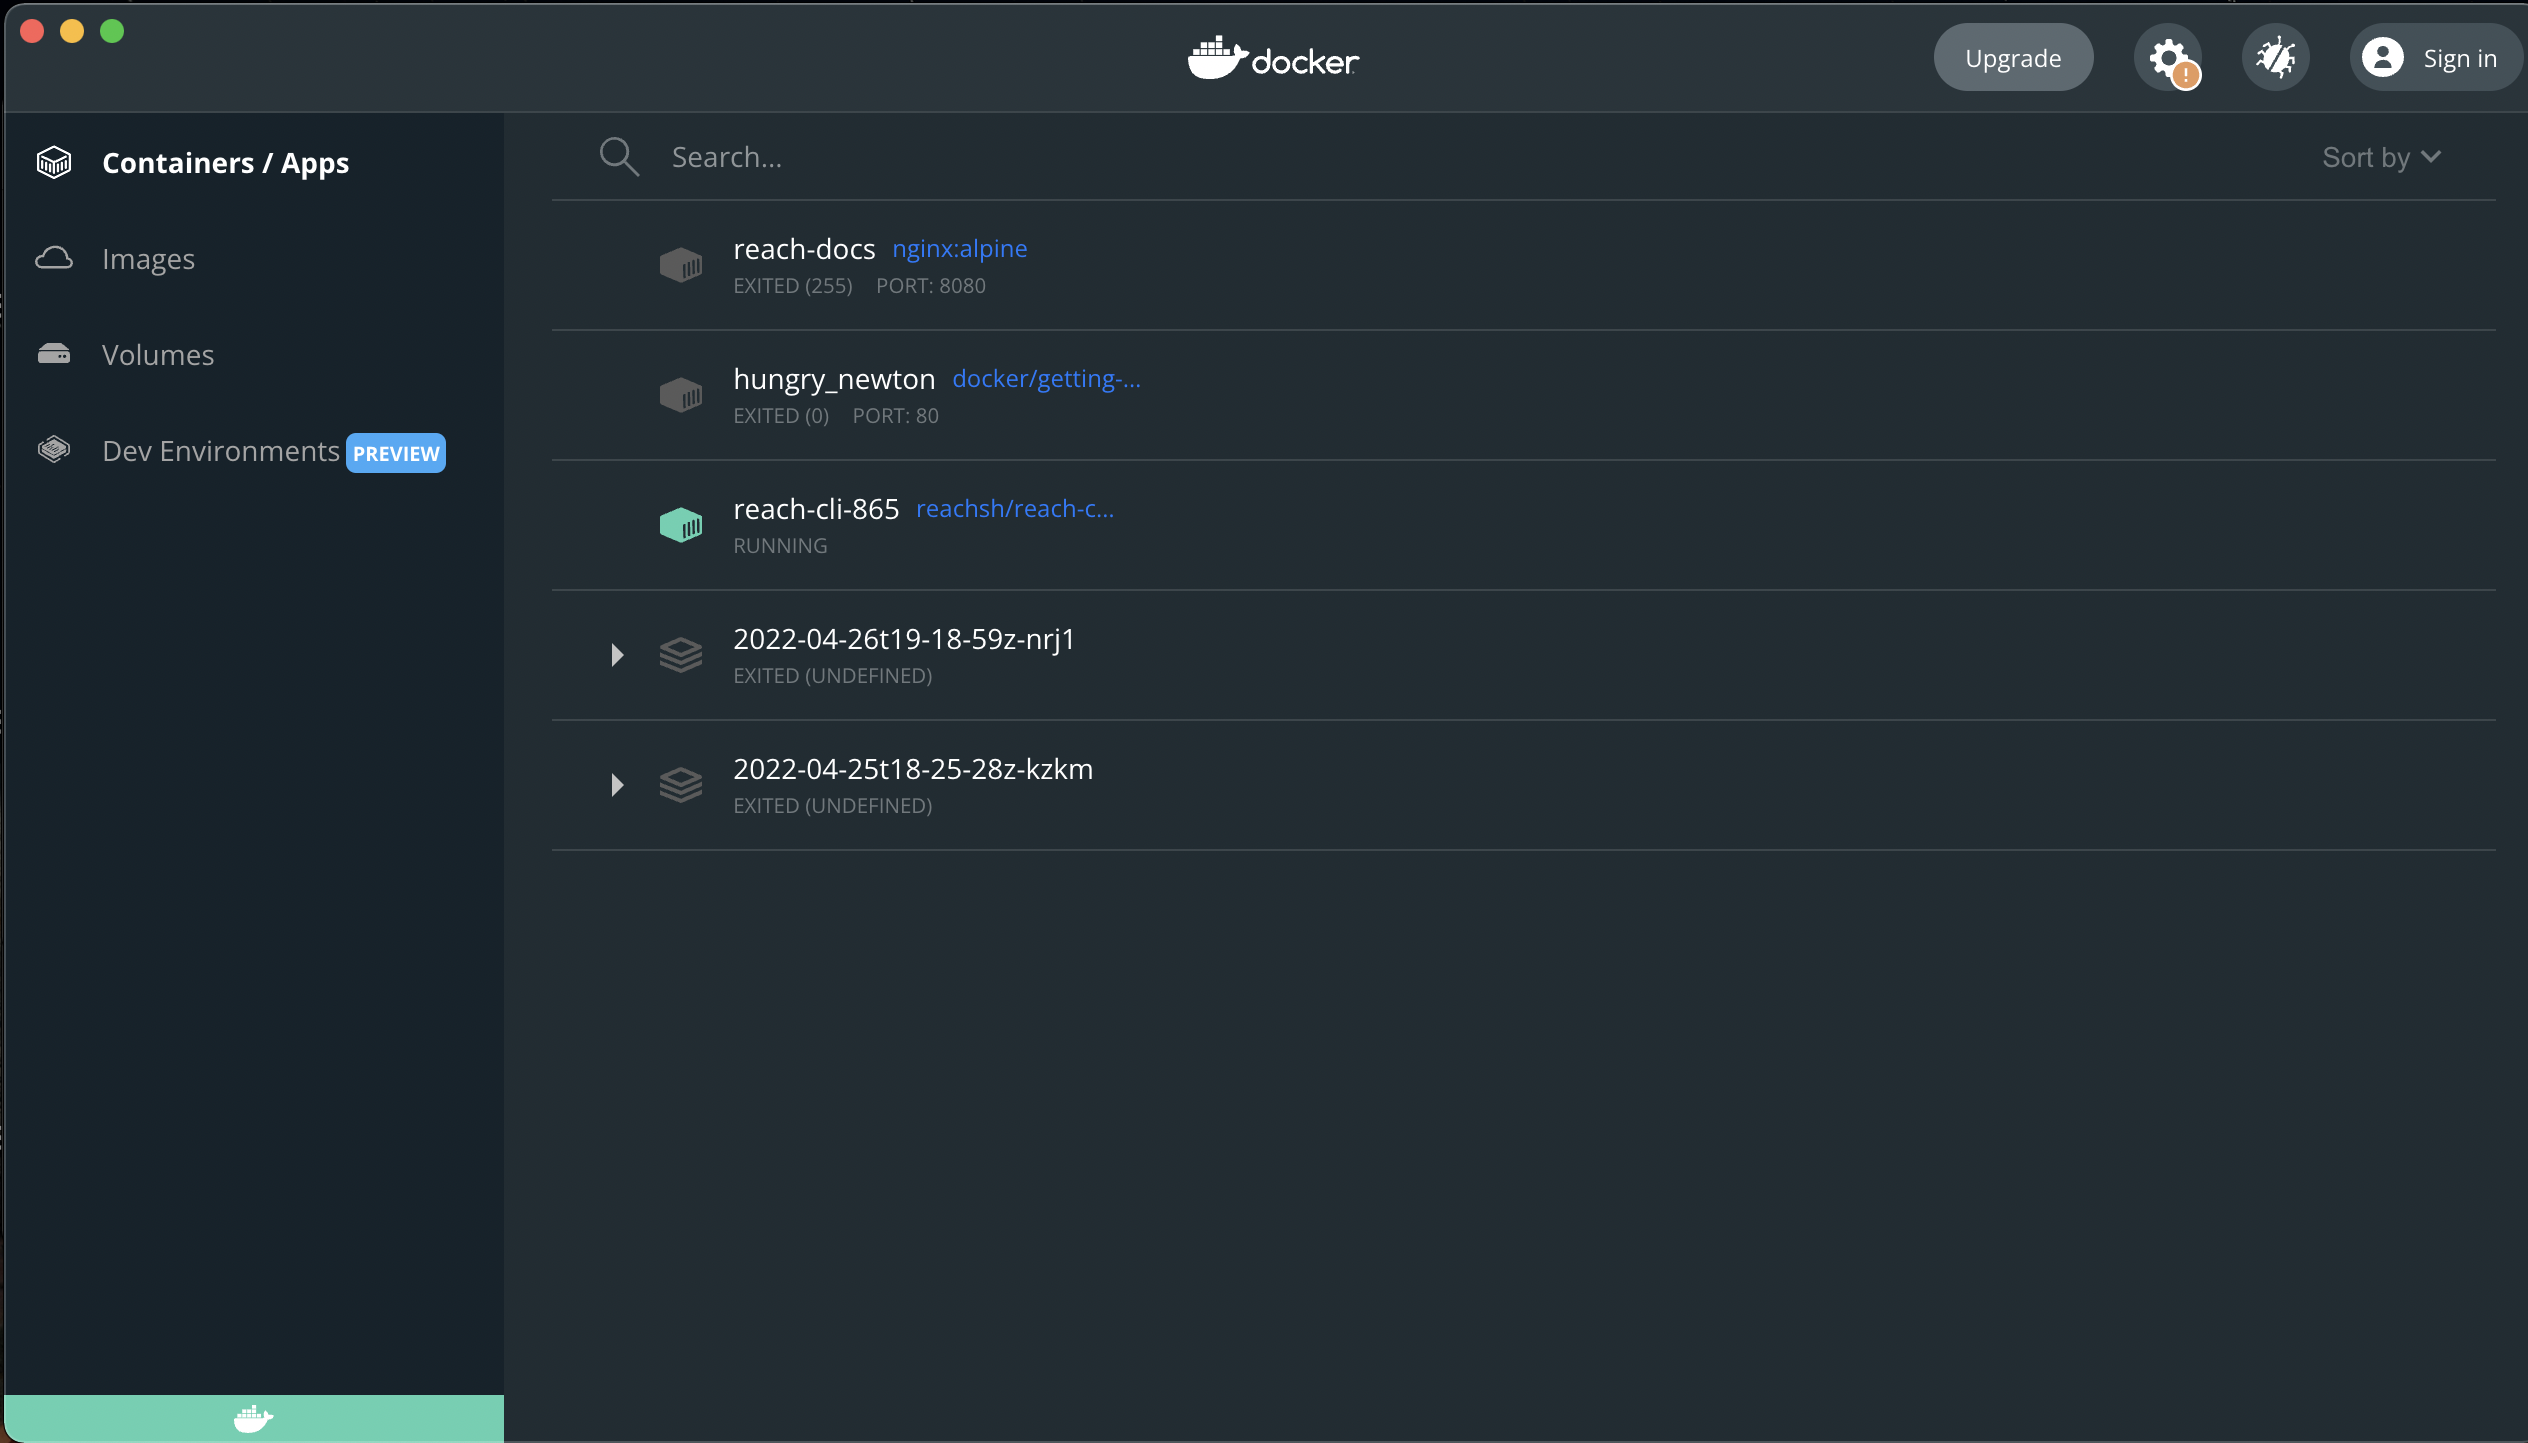 docker
Upgrade
Sign in
Containers / Apps
Images
Volumes
Dev Environments PREVIEW
Search...
Sort by
reach-docs nginx:alpine
EXITED (255) PORT: 8080
hungry_newton docker/getting-...
EXITED (0) PORT: 80
reach-cli-865 reachsh/reach-c...
RUNNING
2022-04-26t19-18-59z-nrj1
EXITED (UNDEFINED)
2022-04-25t18-25-28z-kzkm
EXITED (UNDEFINED)